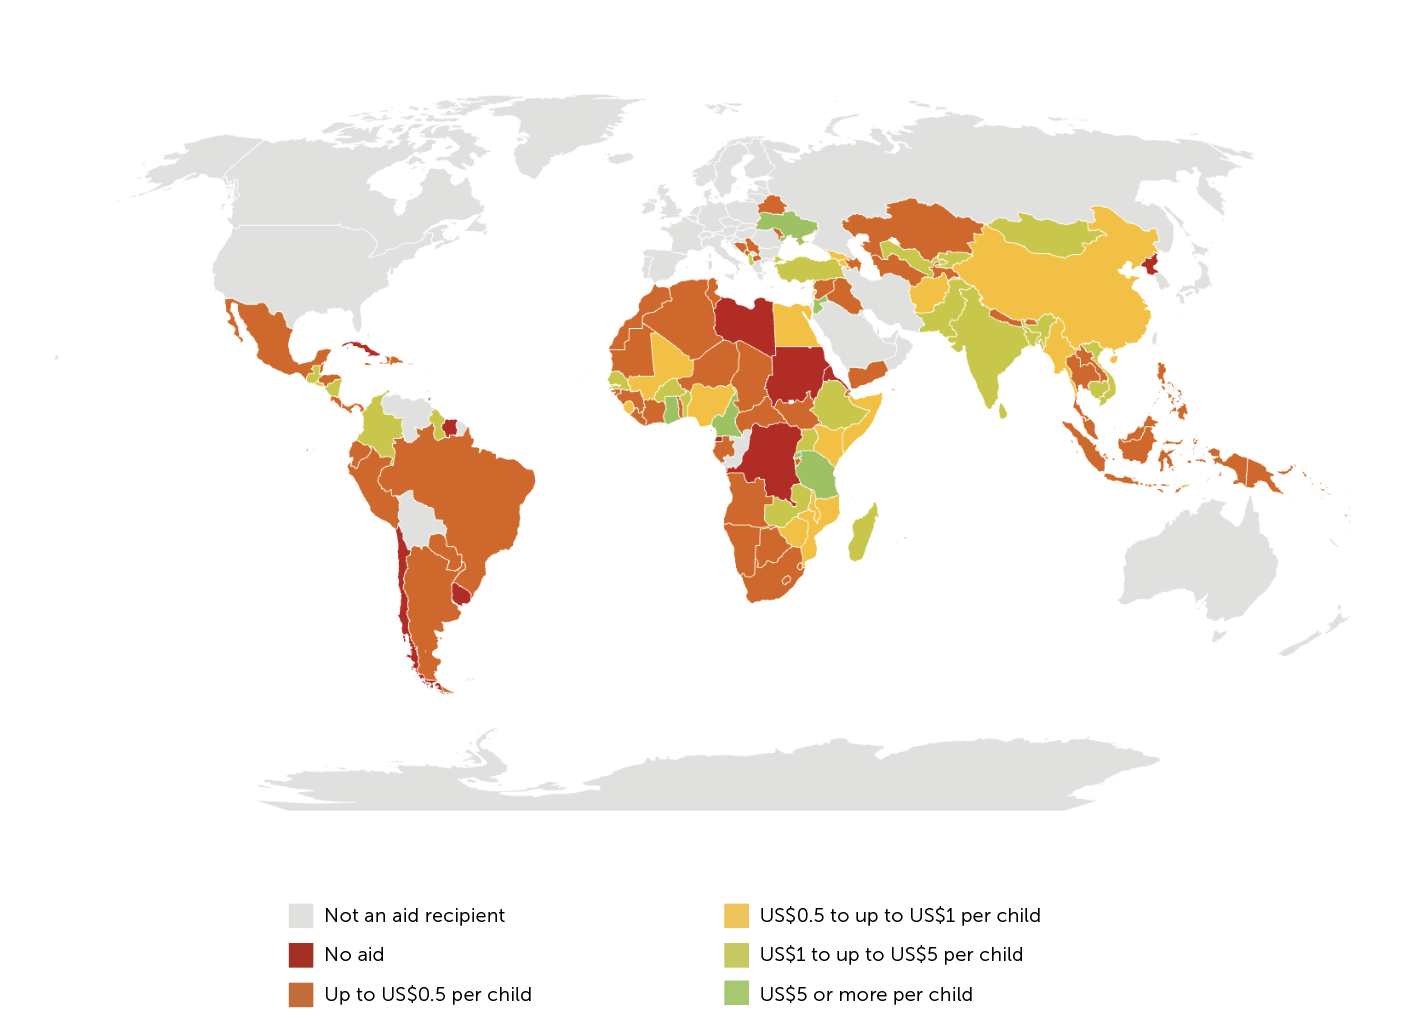 Not an aid recipient
No aid
Up to US$0.5 per child
US$0.5 to up to US$1 per child
US$1 to up to US$5 per child
US$5 or more per child